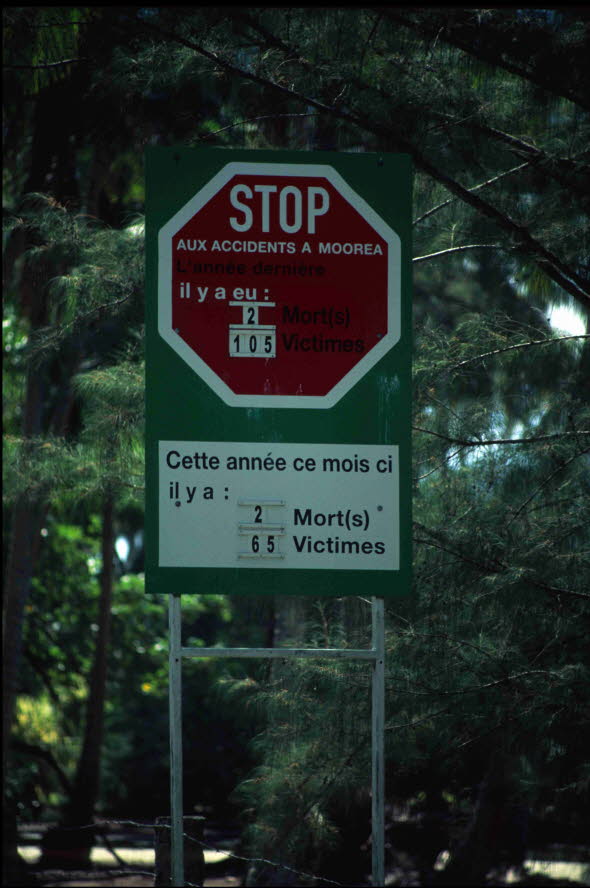 STOP
AUX ACCIDENTS A MOOREA
L'année dernière
il y a eu :
2 Mort(s)
105 Victimes
Cette année ce mois ci
il y a :
2 Mort(s)
65 Victimes